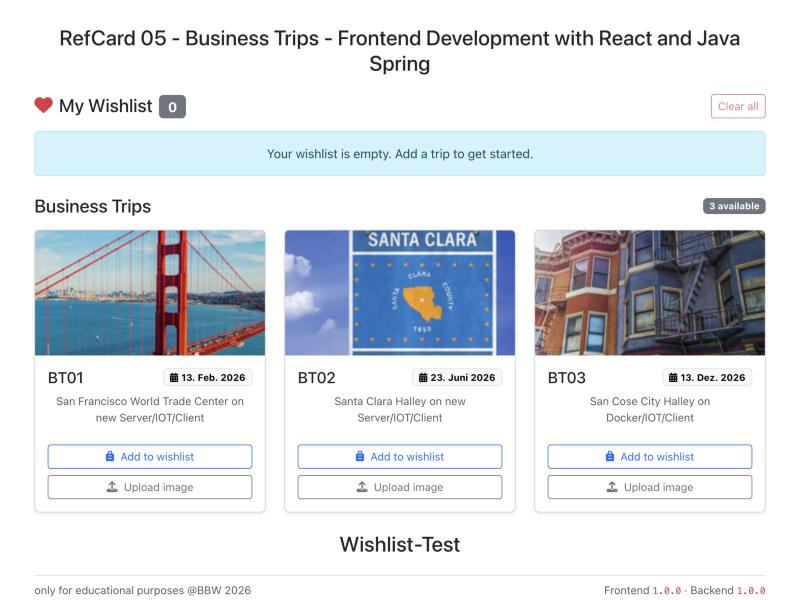 RefCard 05 - Business Trips - Frontend Development with React and Java
Spring
My Wishlist 0
Clear all
Your wishlist is empty. Add a trip to get started.
Business Trips
3 available
SANTA CLARA
SANTA CLARA COUNTY
1850
BT01
13. Feb. 2026
San Francisco World Trade Center on
new Server/IOT/Client
Add to wishlist
Upload image
BT02
23. Juni 2026
Santa Clara Halley on new
Server/IOT/Client
Add to wishlist
Upload image
BT03
13. Dez. 2026
San Cose City Halley on
Docker/IOT/Client
Add to wishlist
Upload image
Wishlist-Test
only for educational purposes @BBW 2026
Frontend 1.0.0 · Backend 1.0.0